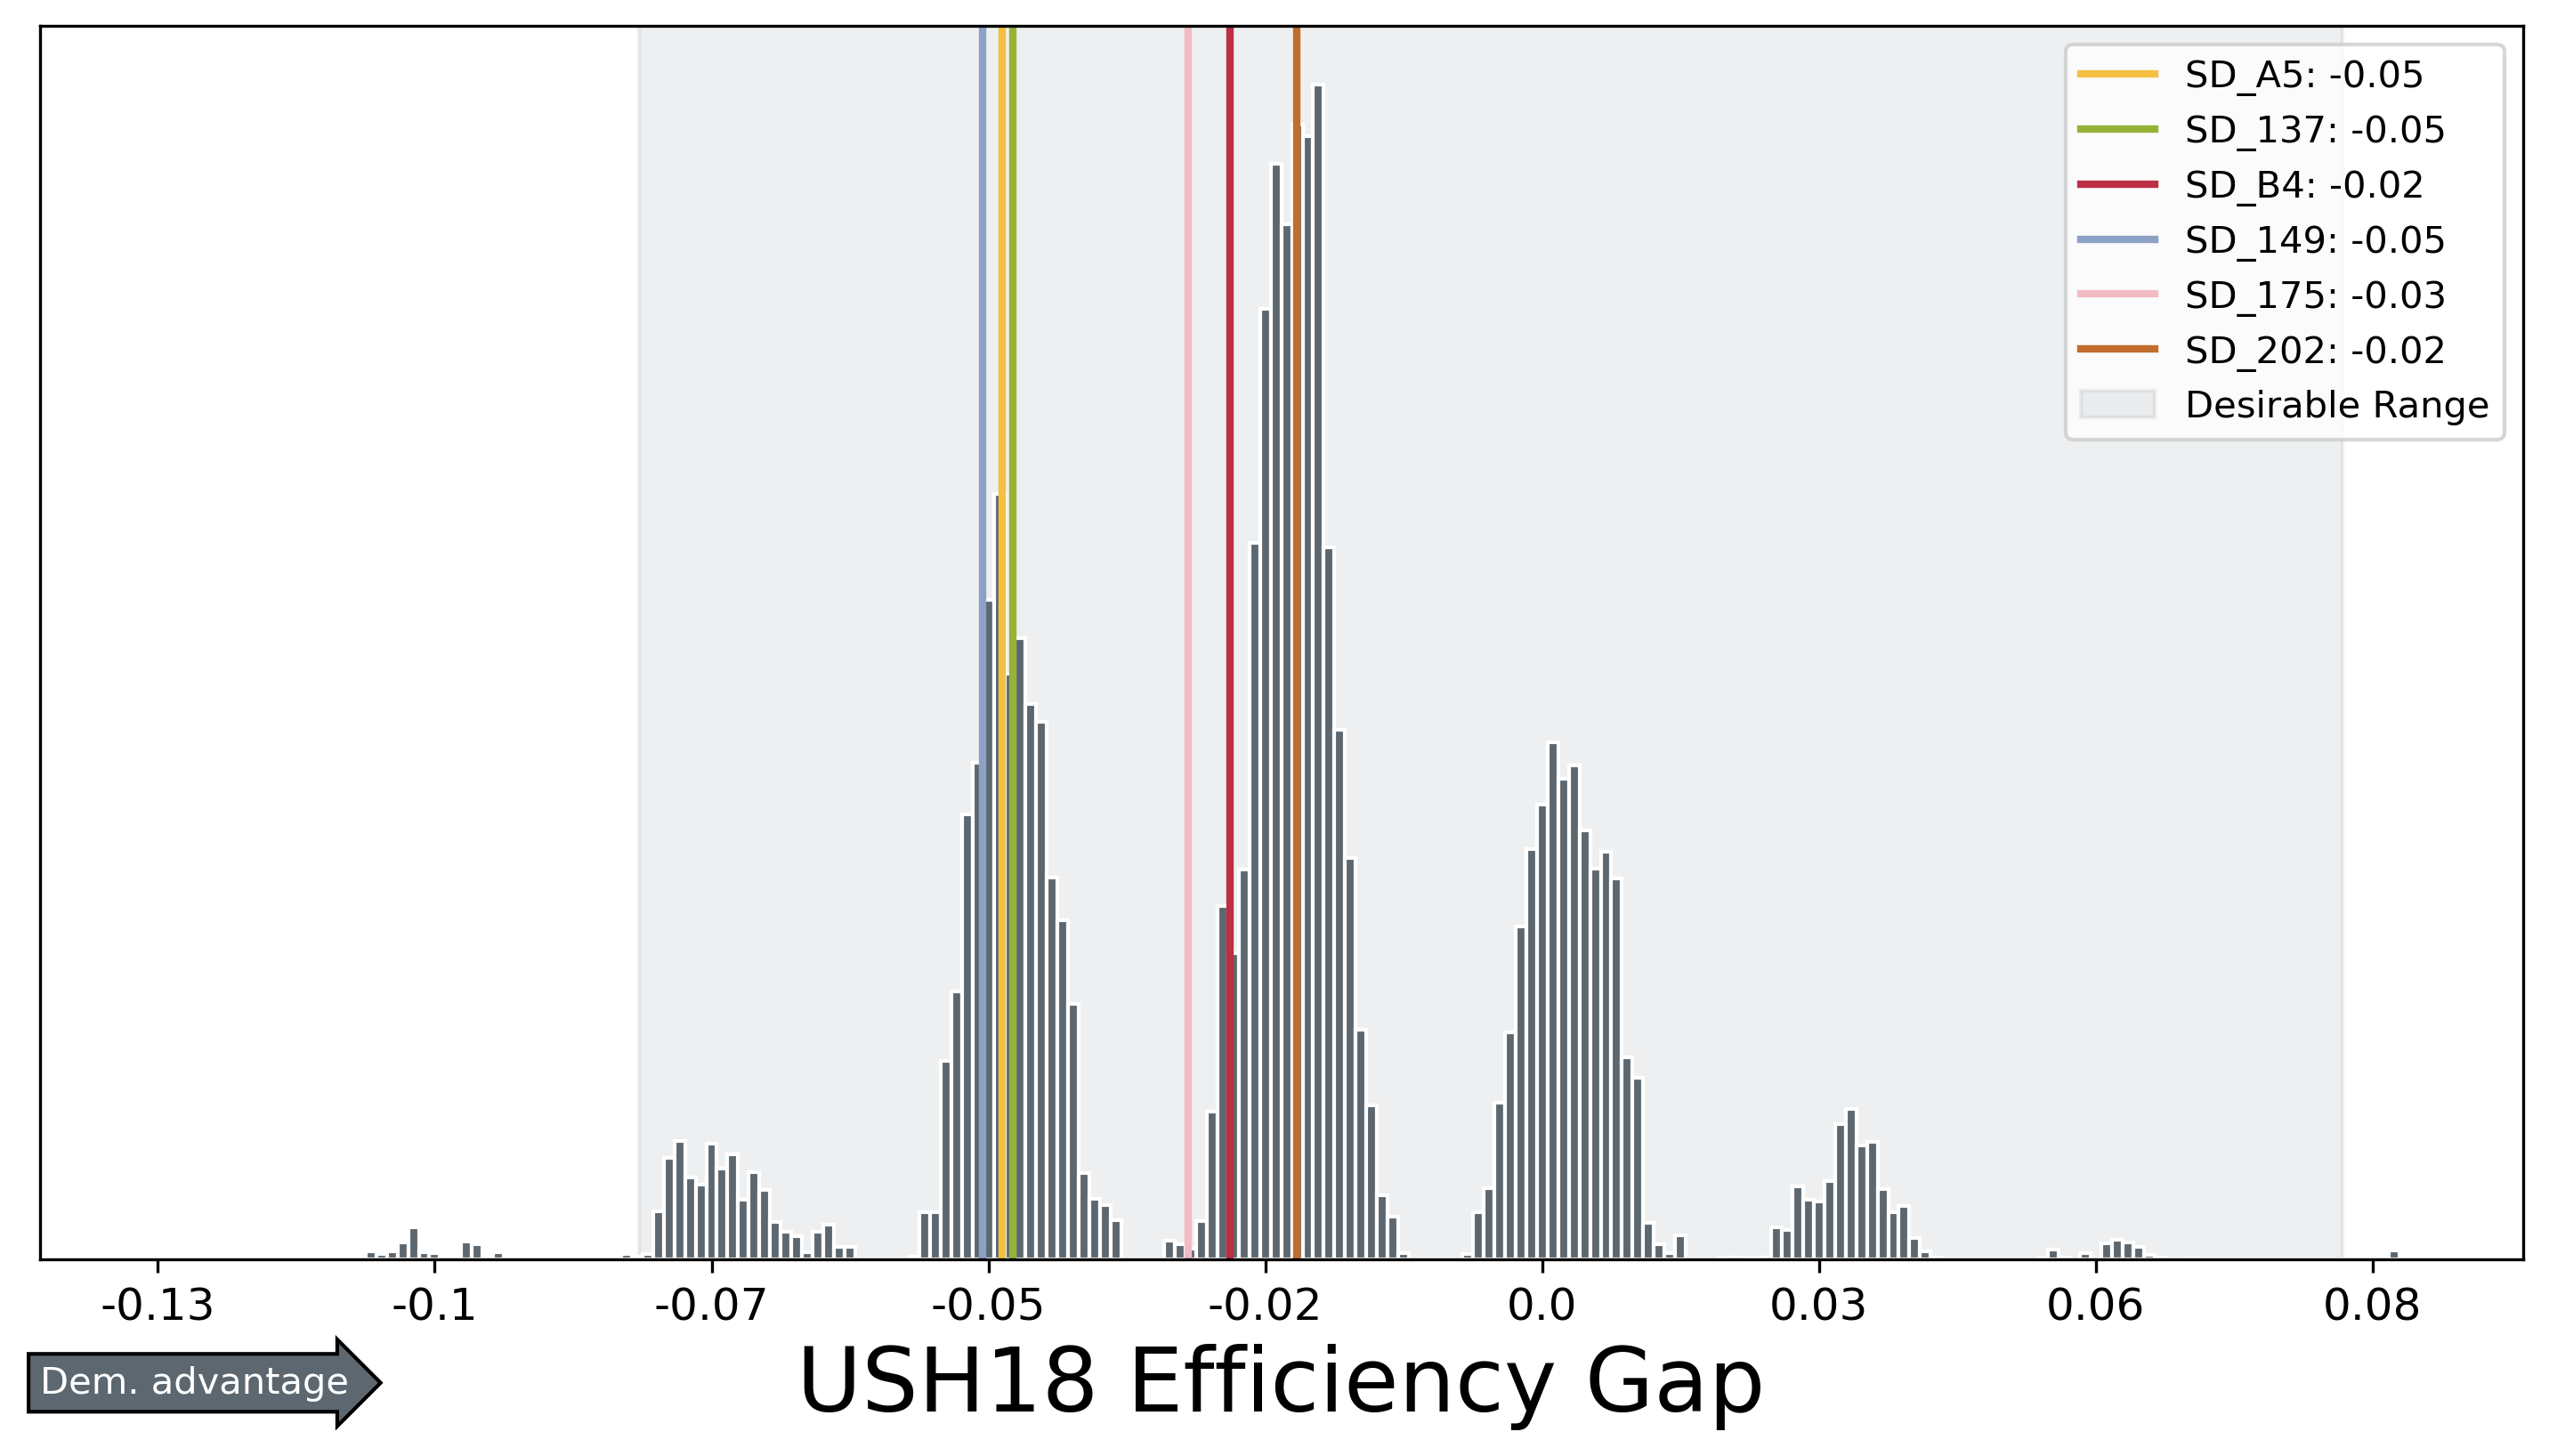 SD_A5: -0.05
SD_137: -0.05
SD_B4: -0.02
SD_149: -0.05
SD_175: -0.03
SD_202: -0.02
Desirable Range
-0.13 -0.1 -0.07 -0.05 -0.02 0.0 0.03 0.06 0.08
Dem. advantage
USH18 Efficiency Gap